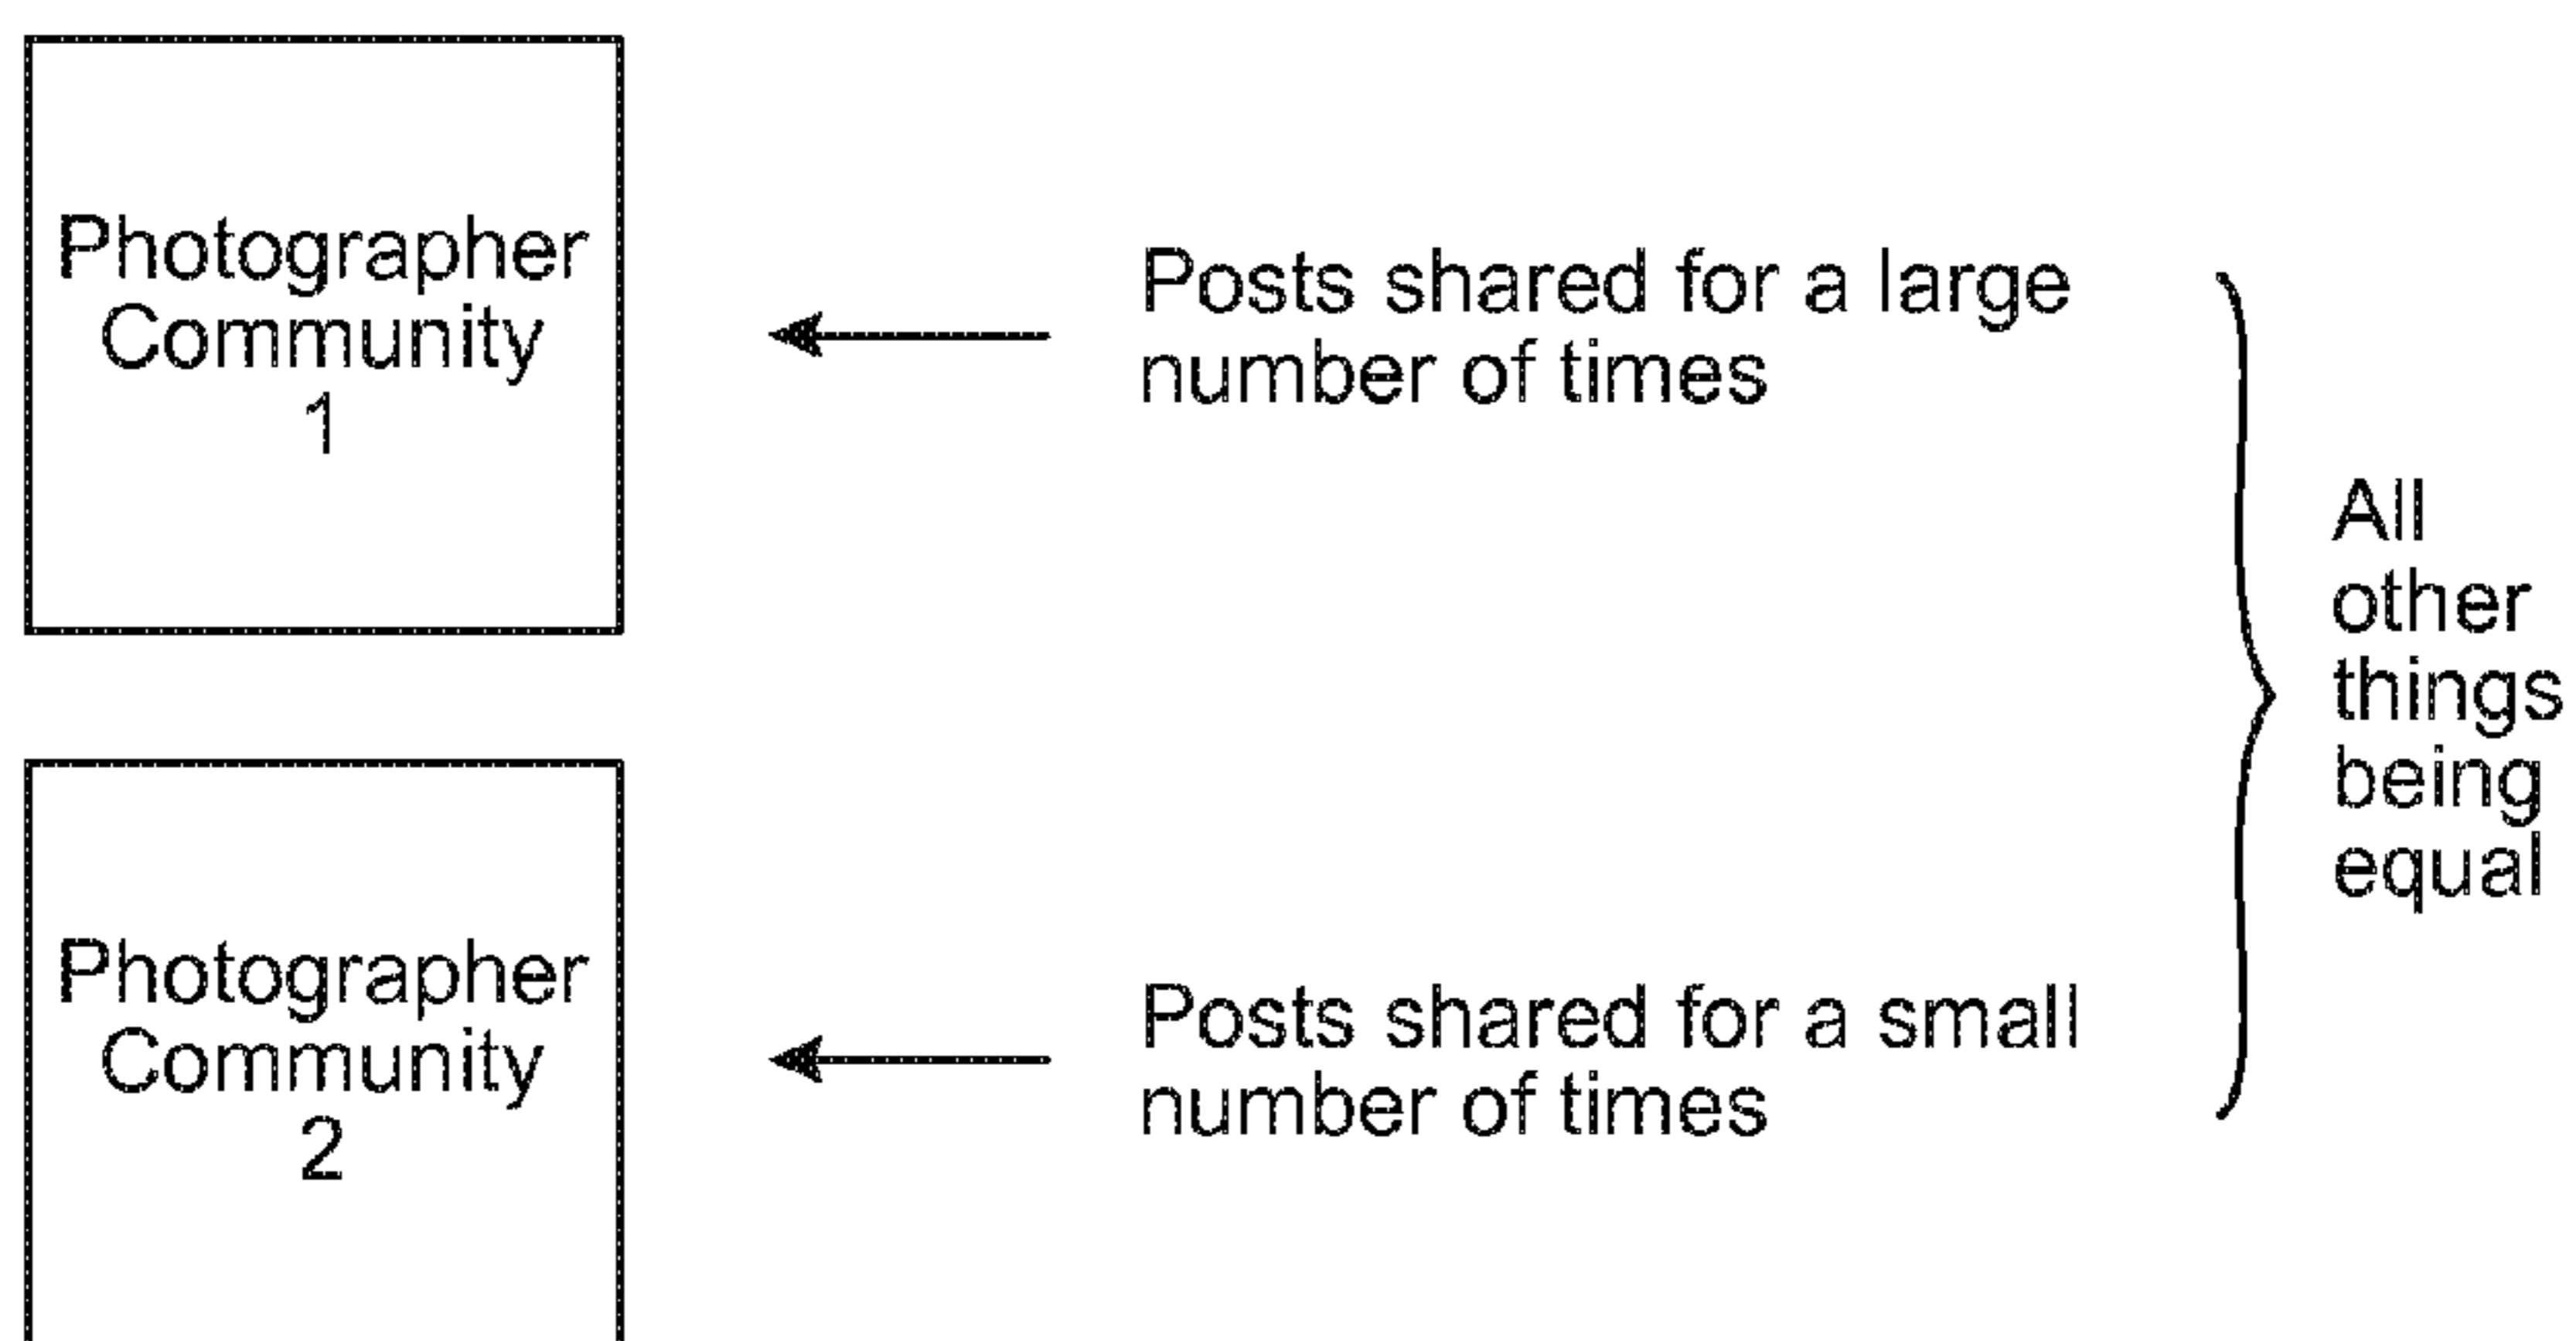 Photographer
Community
1
Posts shared for a large
number of times
All
other
things
being
equal
Photographer
Community
2
Posts shared for a small
number of times